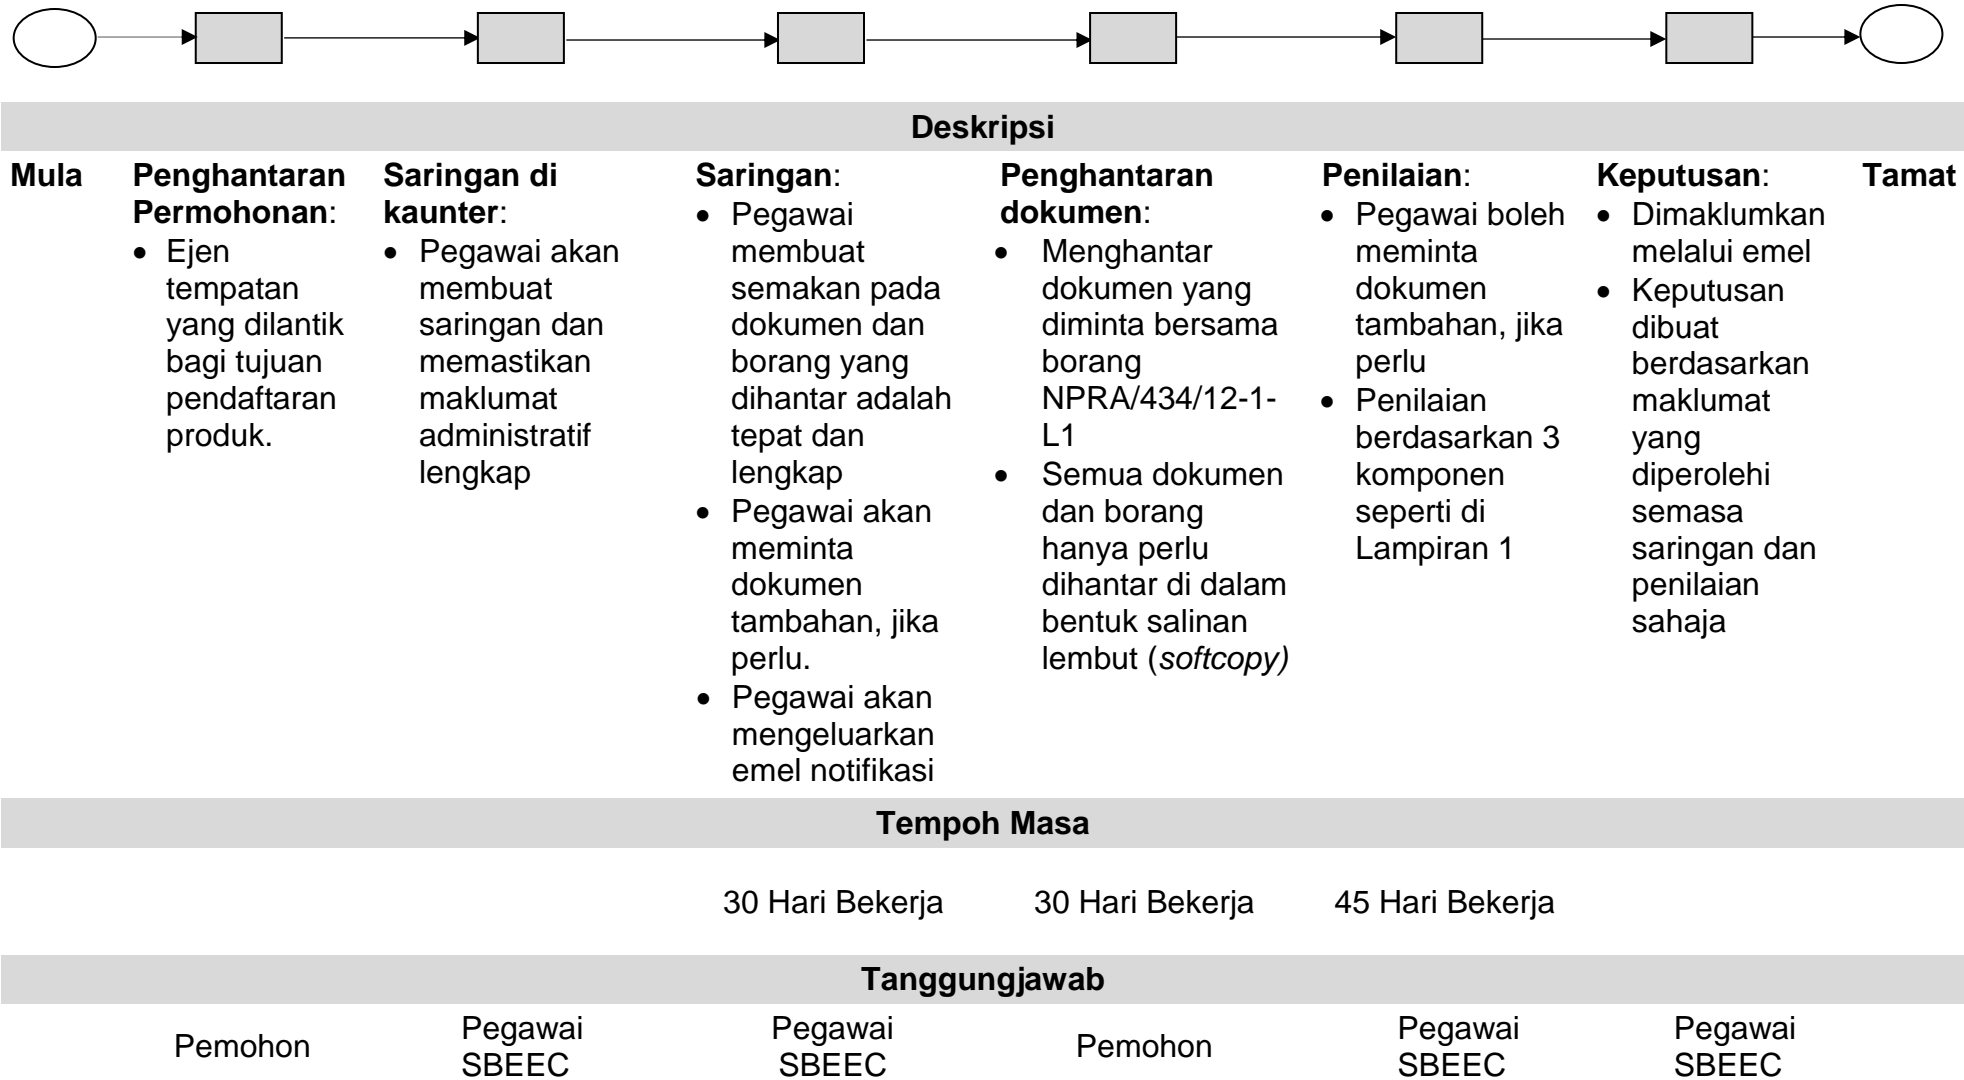 Deskripsi
Mula
Penghantaran
Permohonan:
• Ejen
tempatan
yang dilantik
bagi tujuan
pendaftaran
produk.
Saringan di
kaunter:
• Pegawai akan
membuat
saringan dan
memastikan
maklumat
administratif
lengkap
Saringan:
• Pegawai
membuat
semakan pada
dokumen dan
borang yang
dihantar adalah
tepat dan
lengkap
• Pegawai akan
meminta
dokumen
tambahan, jika
perlu.
• Pegawai akan
mengeluarkan
emel notifikasi
Penghantaran
dokumen:
• Menghantar
dokumen yang
diminta bersama
borang
NPRA/434/12-1-
L1
• Semua dokumen
dan borang
hanya perlu
dihantar di dalam
bentuk salinan
lembut (softcopy)
Penilaian:
• Pegawai boleh
meminta
dokumen
tambahan, jika
perlu
• Penilaian
berdasarkan 3
komponen
seperti di
Lampiran 1
Keputusan:
• Dimaklumkan
melalui emel
• Keputusan
dibuat
berdasarkan
maklumat
yang
diperolehi
semasa
saringan dan
penilaian
sahaja
Tamat
Tempoh Masa
30 Hari Bekerja
30 Hari Bekerja
45 Hari Bekerja
Tanggungjawab
Pemohon
Pegawai
SBEEC
Pegawai
SBEEC
Pemohon
Pegawai
SBEEC
Pegawai
SBEEC